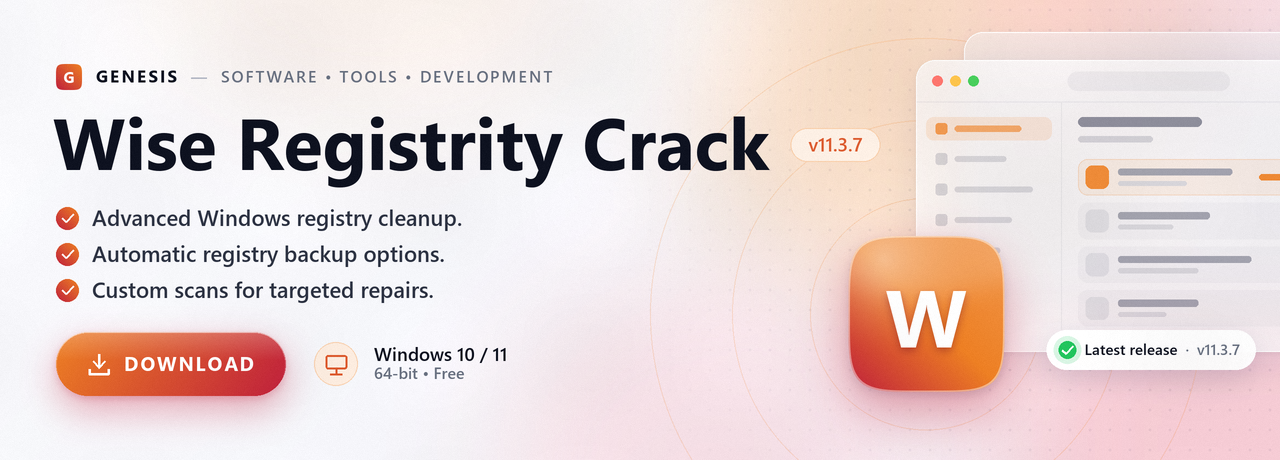 G GENESIS — SOFTWARE • TOOLS • DEVELOPMENT
Wise Registrity Crack v11.3.7
Advanced Windows registry cleanup.
Automatic registry backup options.
Custom scans for targeted repairs.
DOWNLOAD
Windows 10 / 11
64-bit • Free
W
Latest release · v11.3.7